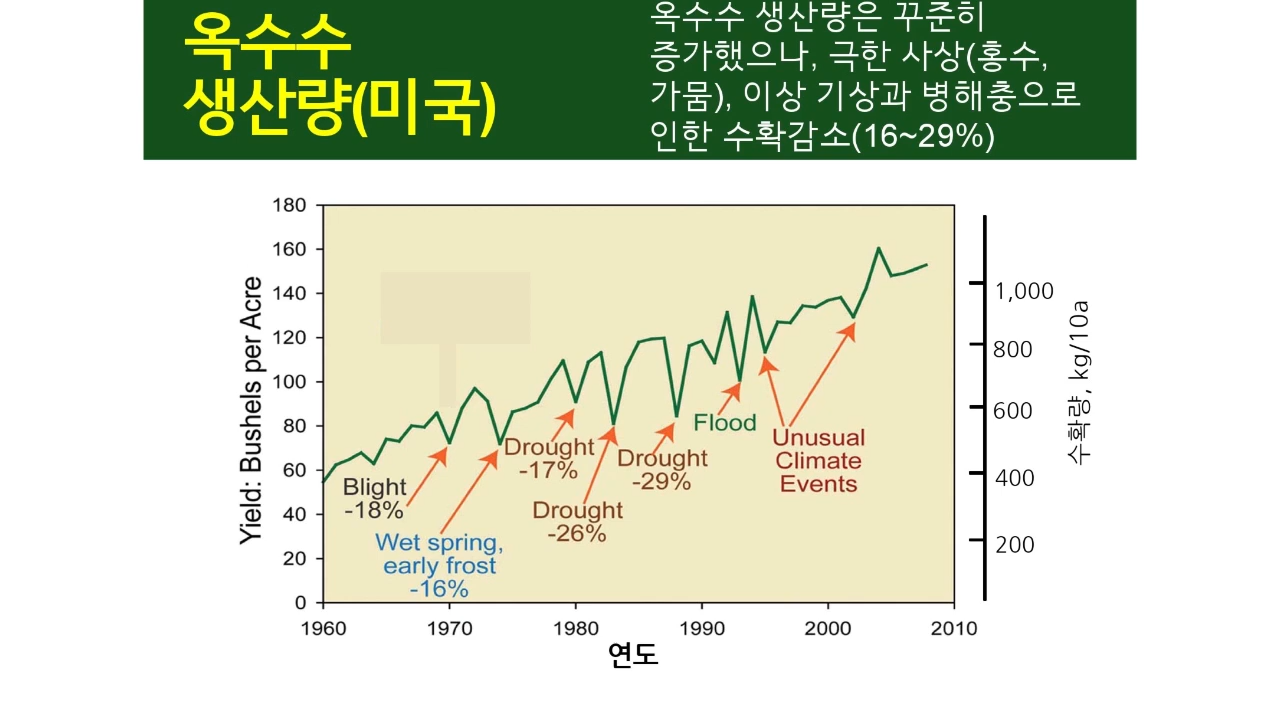 옥수수
생산량(미국)
옥수수 생산량은 꾸준히
증가했으나, 극한 사상(홍수,
가뭄), 이상 기상과 병해충으로
인한 수확감소(16~29%)
180
160
140
120
100
80
60
40
20
0
Yield: Bushels per Acre
Blight
-18%
Wet spring,
early frost
-16%
Drought
-17%
Drought
-26%
Drought
-29%
Flood
Unusual
Climate
Events
1,000
800
600
400
200
수확량, kg/10a
1960 1970 1980 1990 2000 2010
연도